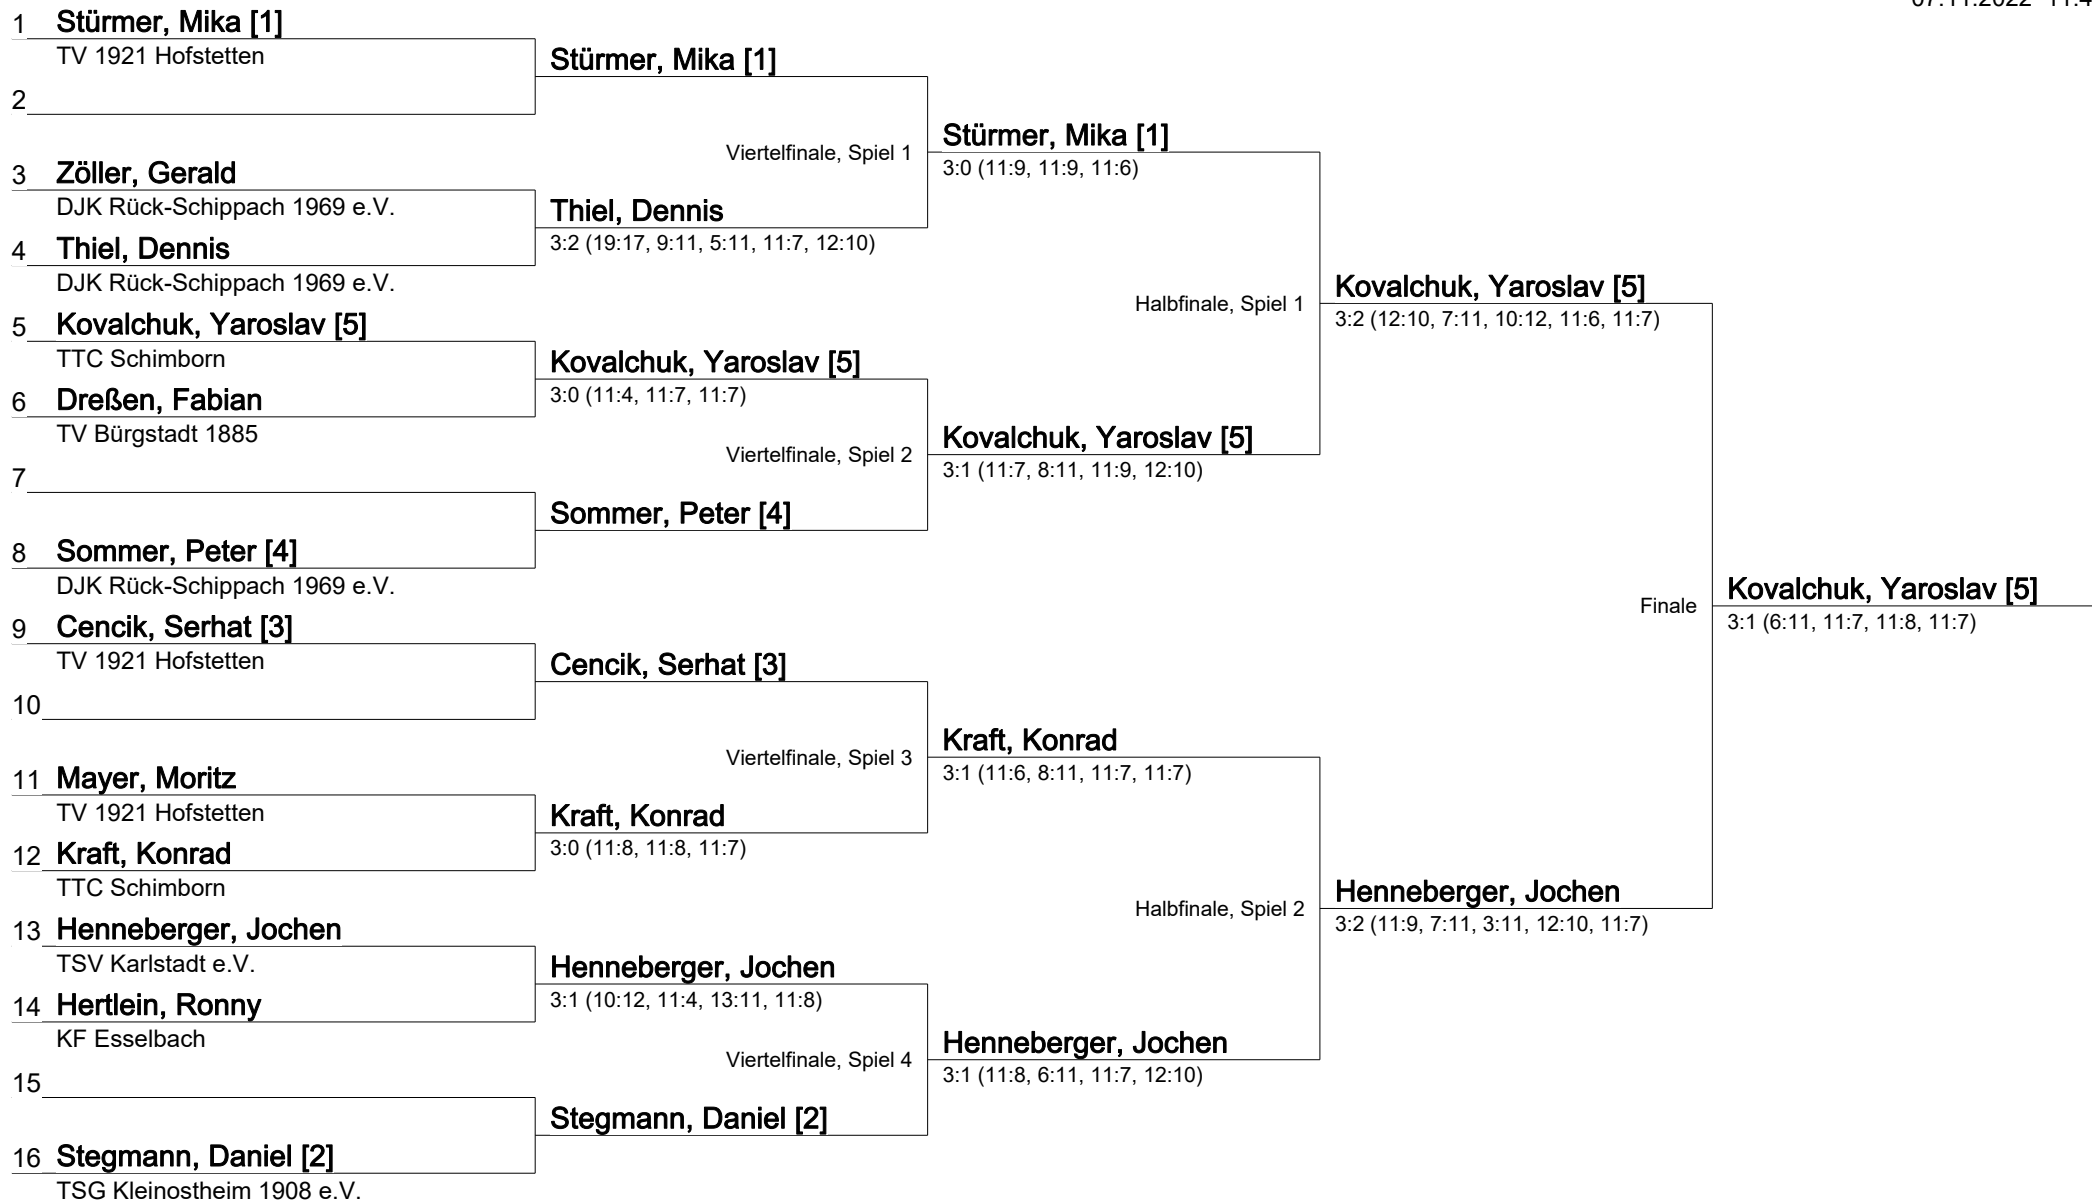 1 Stürmer, Mika [1]
TV 1921 Hofstetten
Stürmer, Mika [1]
2
Stürmer, Mika [1]
Viertelfinale, Spiel 1
3:0 (11:9, 11:9, 11:6)
3 Zöller, Gerald
DJK Rück-Schippach 1969 e.V.
Thiel, Dennis
3:2 (19:17, 9:11, 5:11, 11:7, 12:10)
4 Thiel, Dennis
DJK Rück-Schippach 1969 e.V.
Kovalchuk, Yaroslav [5]
Halbfinale, Spiel 1
3:2 (12:10, 7:11, 10:12, 11:6, 11:7)
5 Kovalchuk, Yaroslav [5]
TTC Schimborn
Kovalchuk, Yaroslav [5]
3:0 (11:4, 11:7, 11:7)
6 Dreßen, Fabian
TV Bürgstadt 1885
Kovalchuk, Yaroslav [5]
Viertelfinale, Spiel 2
3:1 (11:7, 8:11, 11:9, 12:10)
7
Sommer, Peter [4]
8 Sommer, Peter [4]
DJK Rück-Schippach 1969 e.V.
Kovalchuk, Yaroslav [5]
Finale
3:1 (6:11, 11:7, 11:8, 11:7)
9 Cencik, Serhat [3]
TV 1921 Hofstetten
Cencik, Serhat [3]
10
Kraft, Konrad
Viertelfinale, Spiel 3
3:1 (11:6, 8:11, 11:7, 11:7)
11 Mayer, Moritz
TV 1921 Hofstetten
Kraft, Konrad
3:0 (11:8, 11:8, 11:7)
12 Kraft, Konrad
TTC Schimborn
Henneberger, Jochen
Halbfinale, Spiel 2
3:2 (11:9, 7:11, 3:11, 12:10, 11:7)
13 Henneberger, Jochen
TSV Karlstadt e.V.
Henneberger, Jochen
3:1 (10:12, 11:4, 13:11, 11:8)
14 Hertlein, Ronny
KF Esselbach
Henneberger, Jochen
Viertelfinale, Spiel 4
3:1 (11:8, 6:11, 11:7, 12:10)
15
Stegmann, Daniel [2]
16 Stegmann, Daniel [2]
TSG Kleinostheim 1908 e.V.